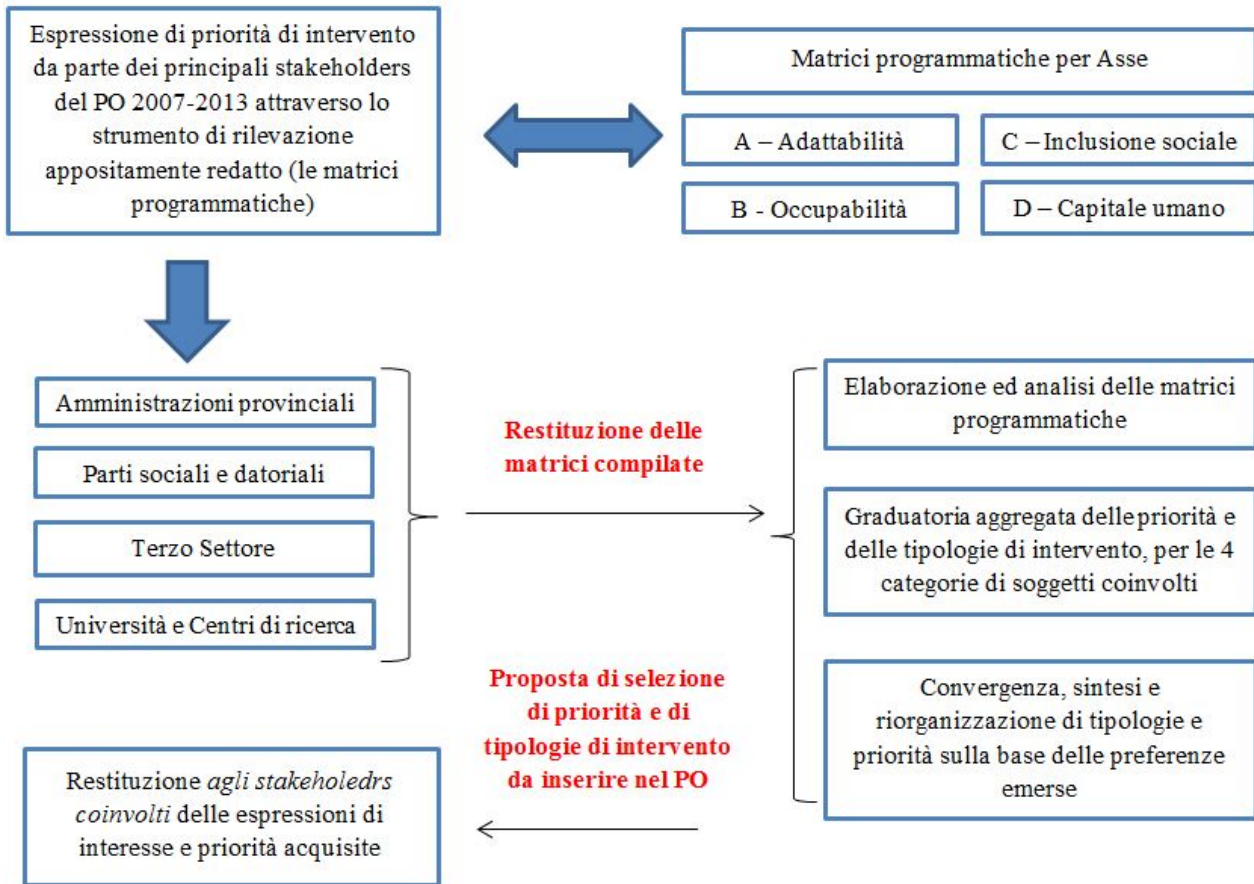 Espressione di priorità di intervento
da parte dei principali stakeholders
del PO 2007-2013 attraverso lo
strumento di rilevazione
appositamente redatto (le matrici
programmatiche)
Matrici programmatiche per Asse
A – Adattabilità
C – Inclusione sociale
B - Occupabilità
D – Capitale umano
Amministrazioni provinciali
Parti sociali e datoriali
Terzo Settore
Università e Centri di ricerca
Restituzione delle
matrici compilate
Elaborazione ed analisi delle matrici
programmatiche
Graduatoria aggregata delle priorità e
delle tipologie di intervento, per le 4
categorie di soggetti coinvolti
Convergenza, sintesi e
riorganizzazione di tipologie e
priorità sulla base delle preferenze
emerse
Proposta di selezione
di priorità e di
tipologie di intervento
da inserire nel PO
Restituzione agli stakeholedrs
coinvolti delle espressioni di
interesse e priorità acquisite